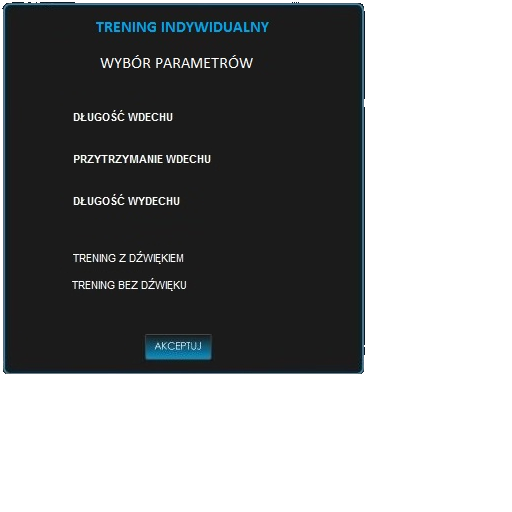 TRENING INDYWIDUALNY
WYBÓR PARAMETRÓW
DŁUGOŚĆ WDECHU
PRZYTRZYMANIE WDECHU
DŁUGOŚĆ WYDECHU
TRENING Z DŹWIĘKIEM
TRENING BEZ DŹWIĘKU
AKCEPTUJ